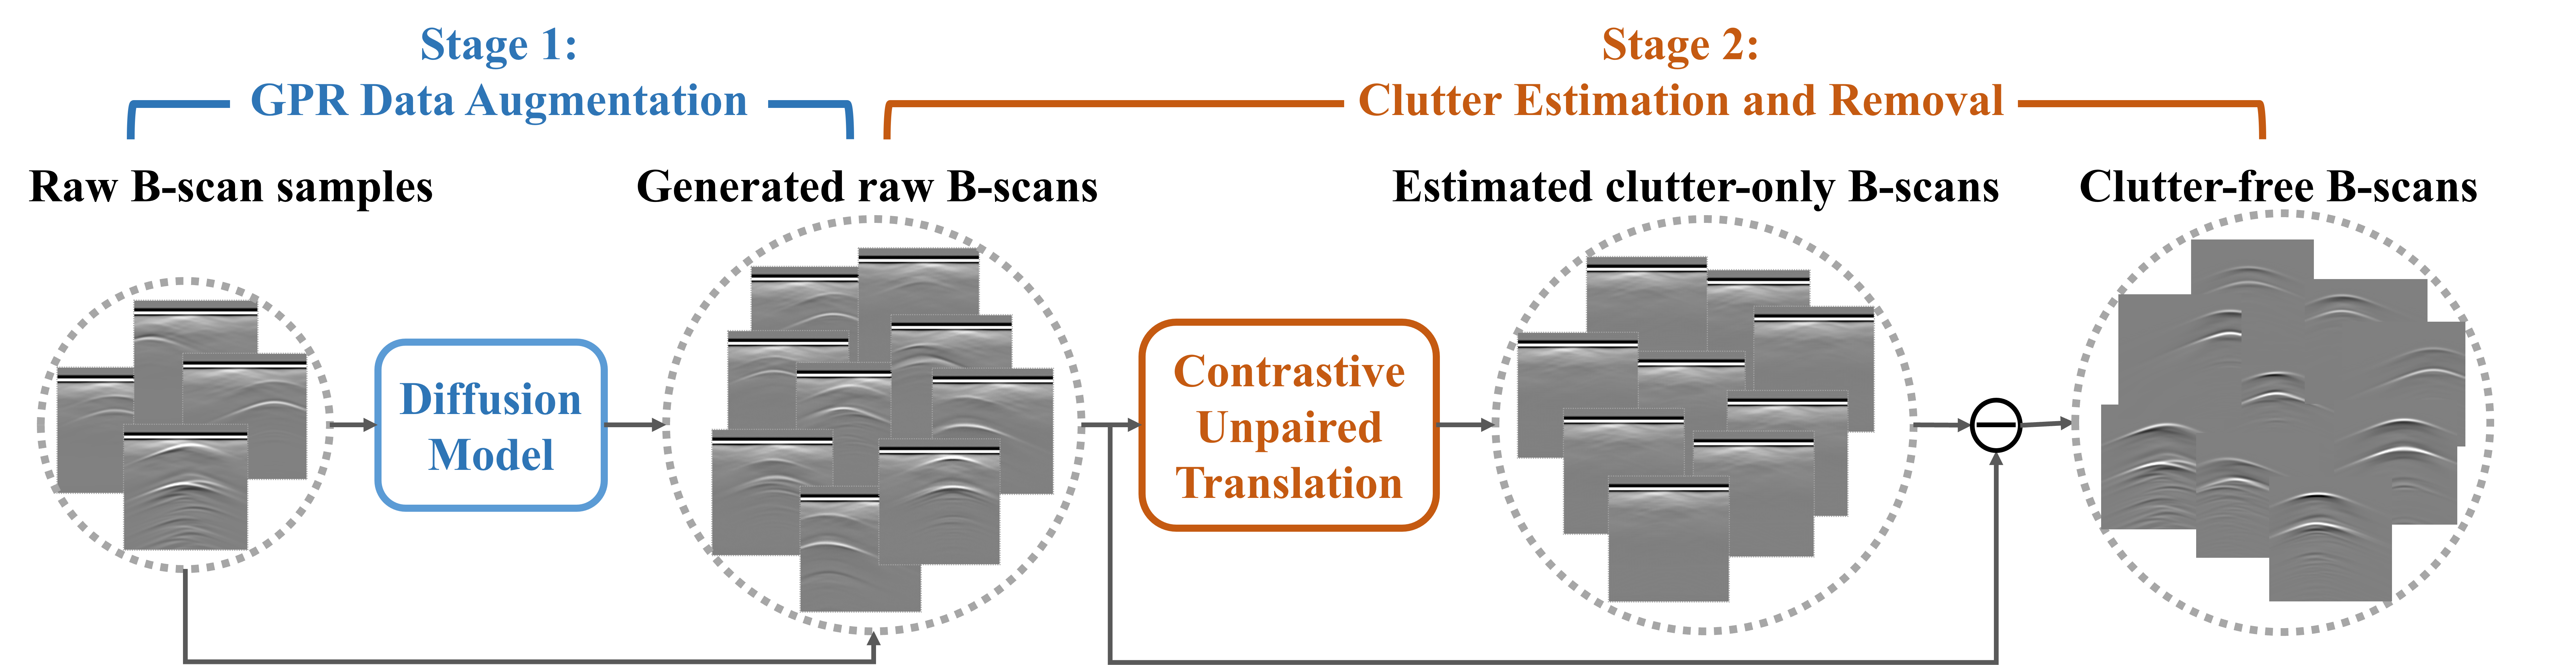 Stage 1:
GPR Data Augmentation
Stage 2:
Clutter Estimation and Removal
Raw B-scan samples
Generated raw B-scans
Estimated clutter-only B-scans
Clutter-free B-scans
Diffusion
Model
Contrastive
Unpaired
Translation